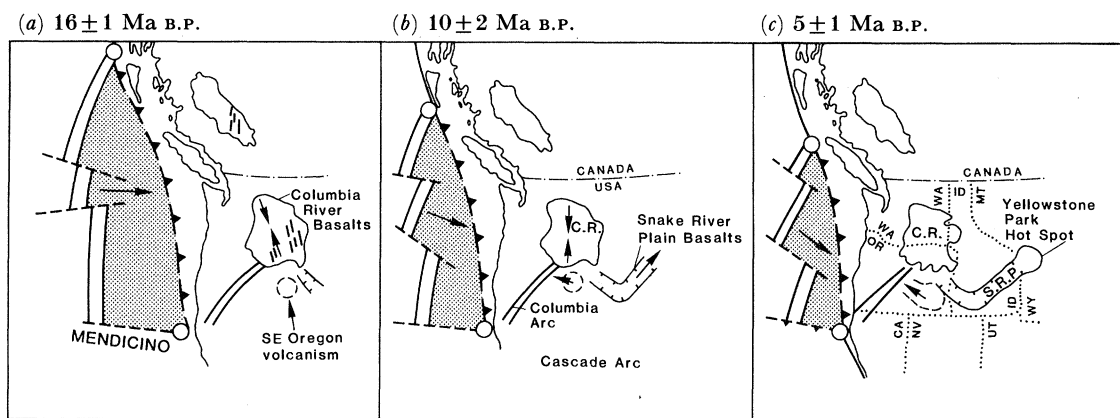 (a) 16±1 Ma B.P.
Columbia
River
Basalts
MENDICINO
SE Oregon
volcanism
(b) 10±2 Ma B.P.
CANADA
USA
C.R.
Snake River
Plain Basalts
Columbia
Arc
Cascade Arc
(c) 5±1 Ma B.P.
CANADA
WA
ID
MT
Yellowstone
Park
Hot Spot
WA
OR
C.R.
S.R.P.
ID
WY
CA
NV
UT